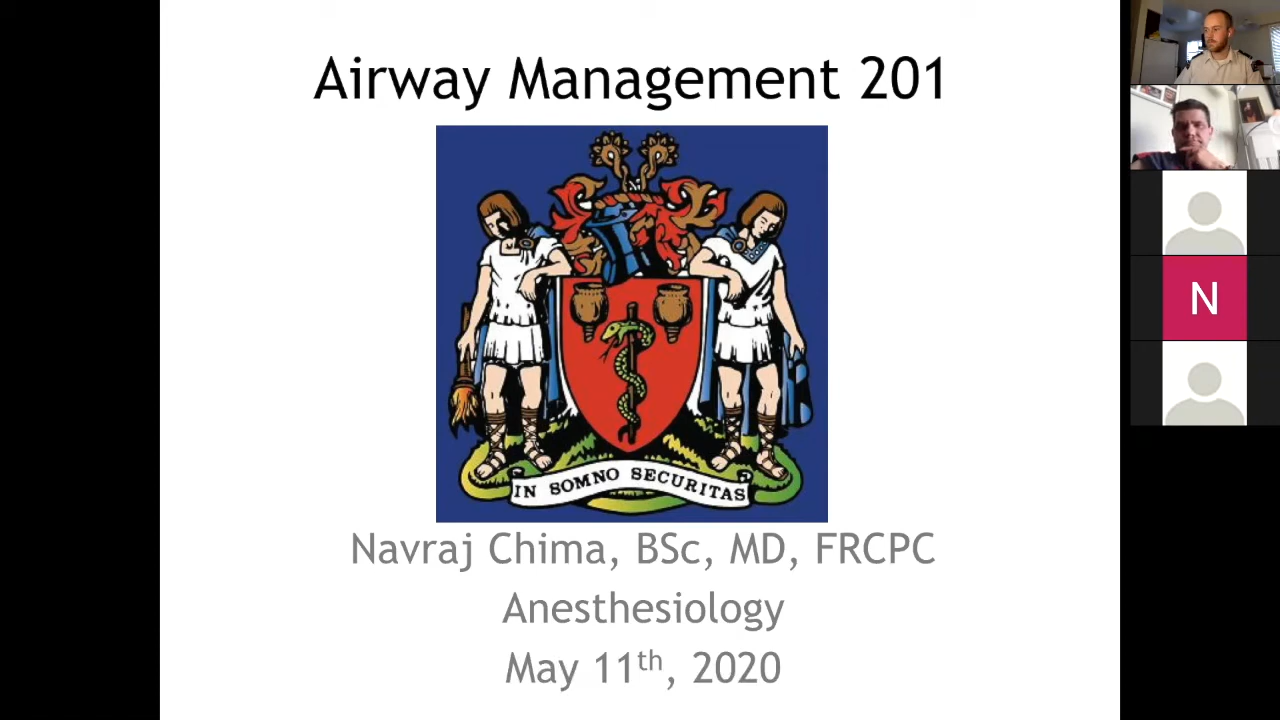 Airway Management 201
IN SOMNO SECURITAS
Navraj Chima, BSc, MD, FRCPC
Anesthesiology
May 11th, 2020
N